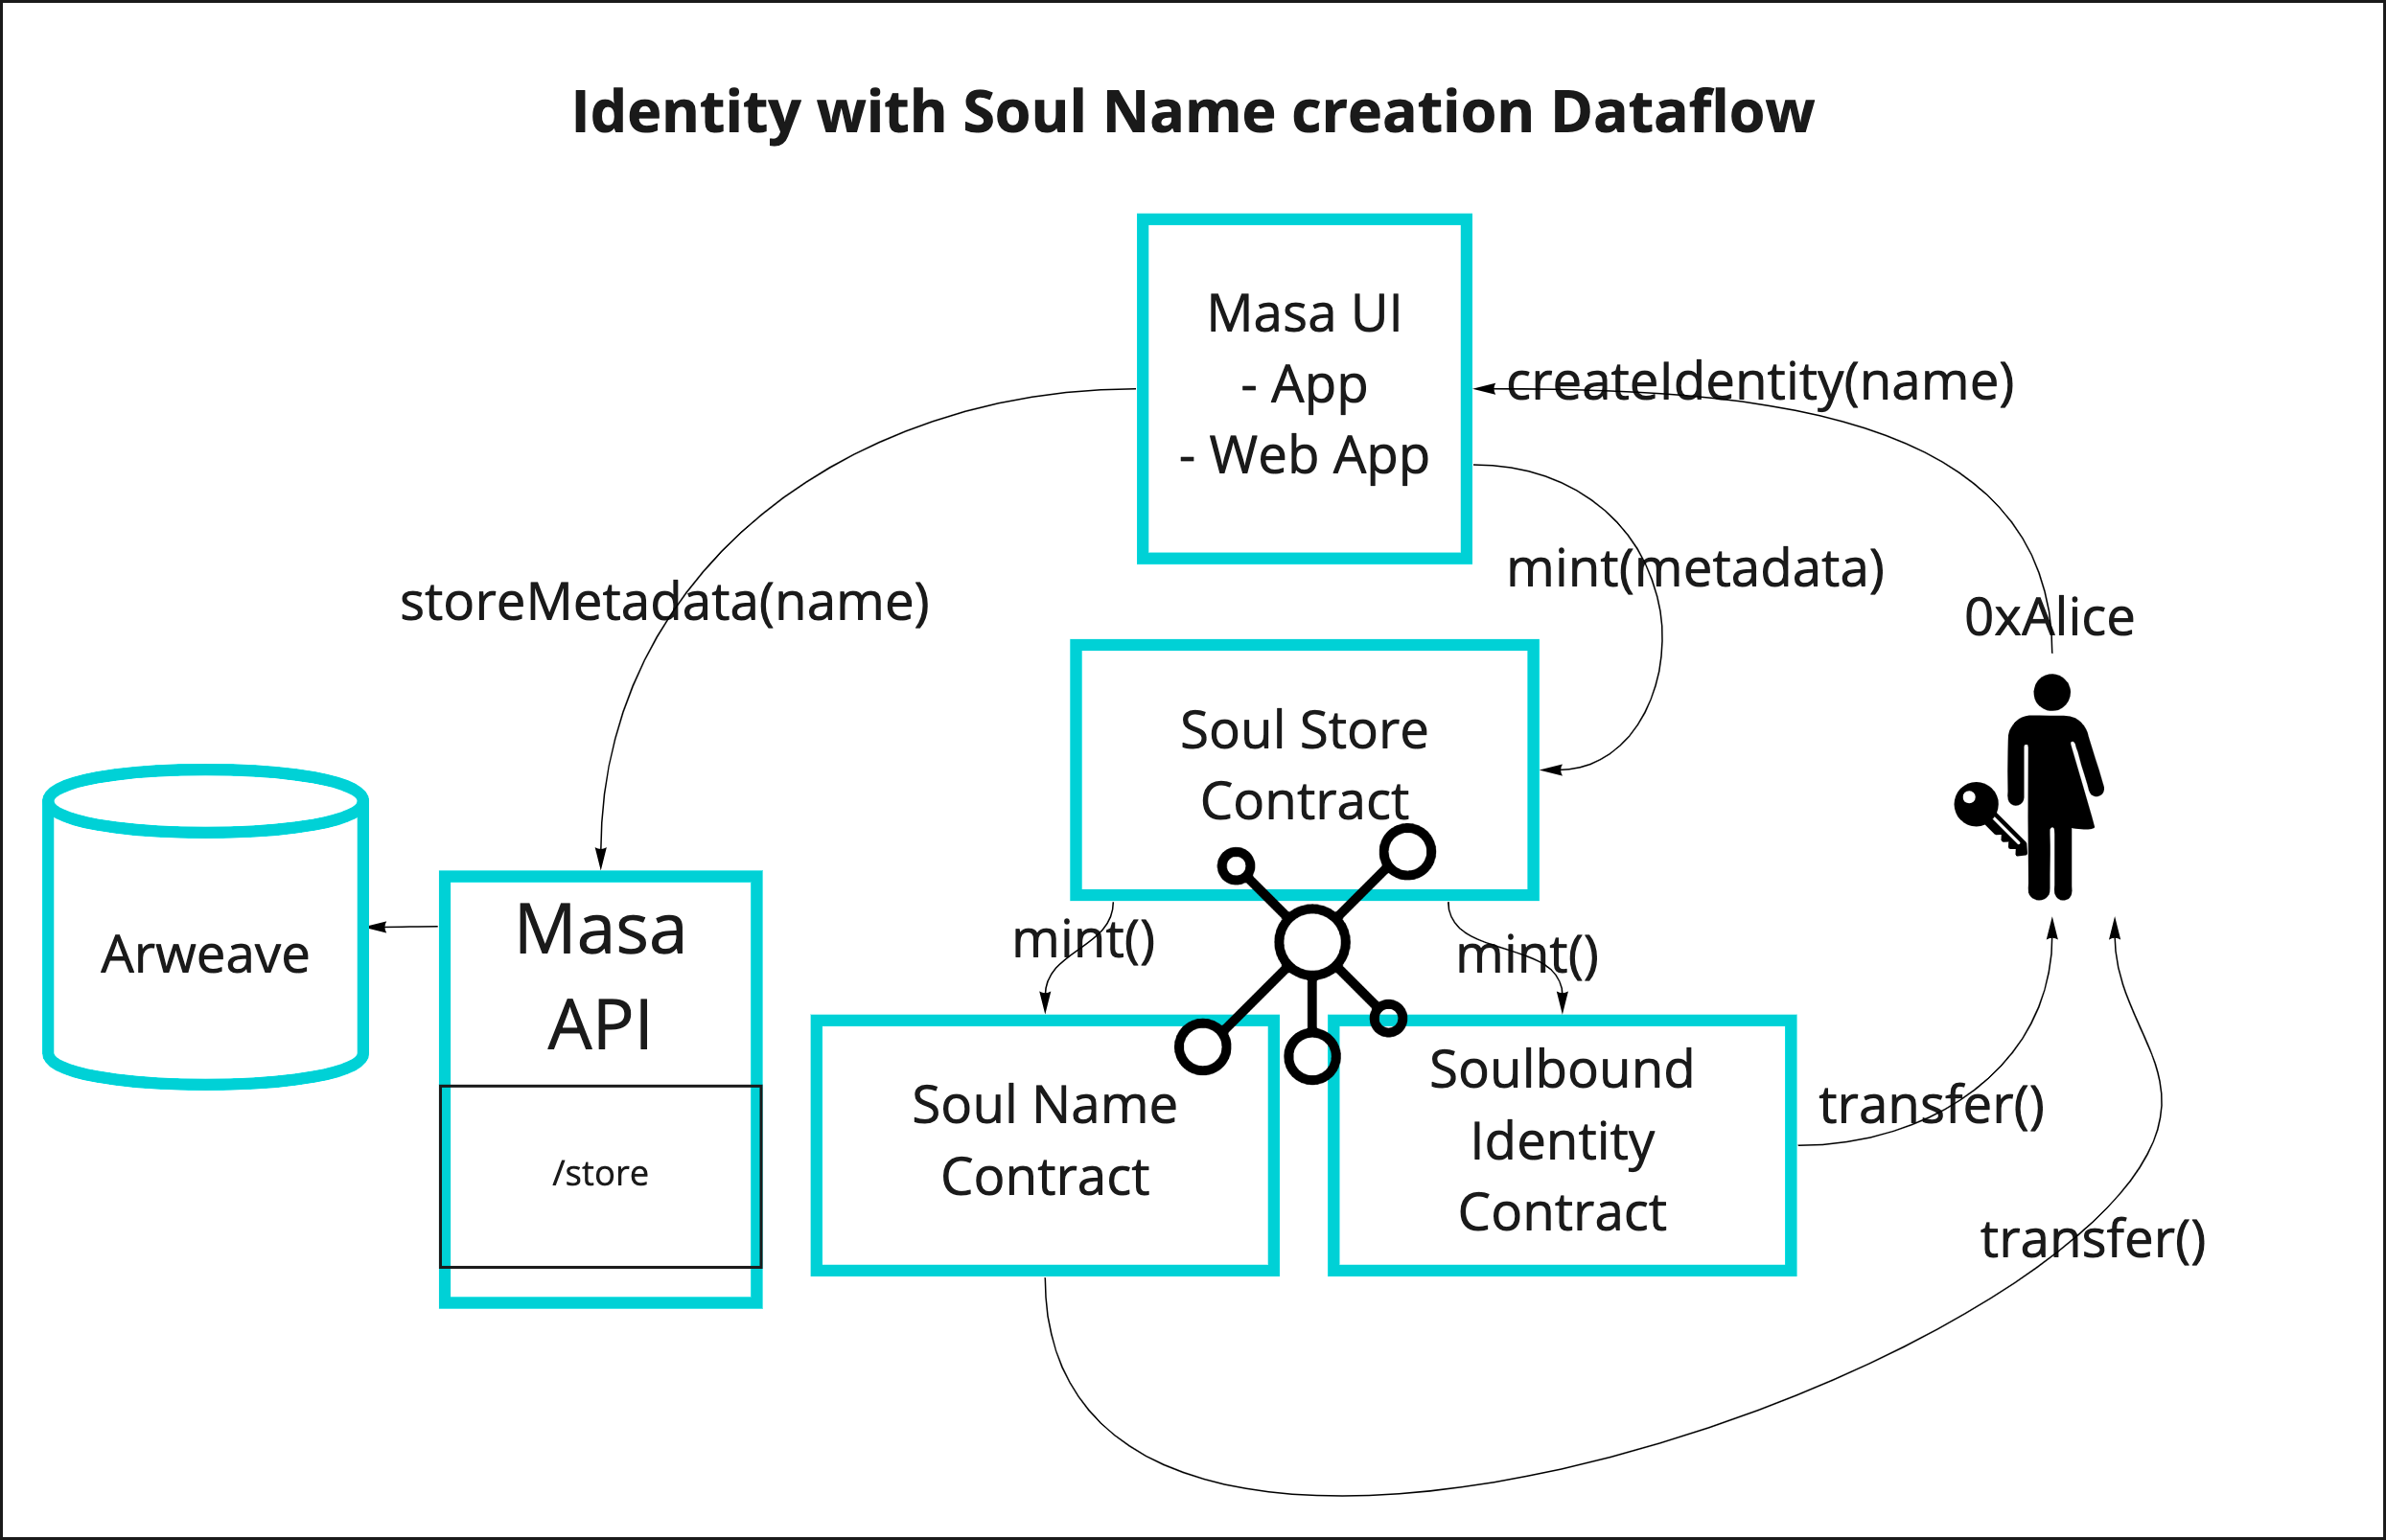 Identity with Soul Name creation Dataflow
Masa UI
- App
- Web App
createIdentity(name)
mint(metadata)
storeMetadata(name)
0xAlice
Soul Store
Contract
Arweave
Masa
API
/store
mint()
mint()
Soul Name
Contract
Soulbound
Identity
Contract
transfer()
transfer()